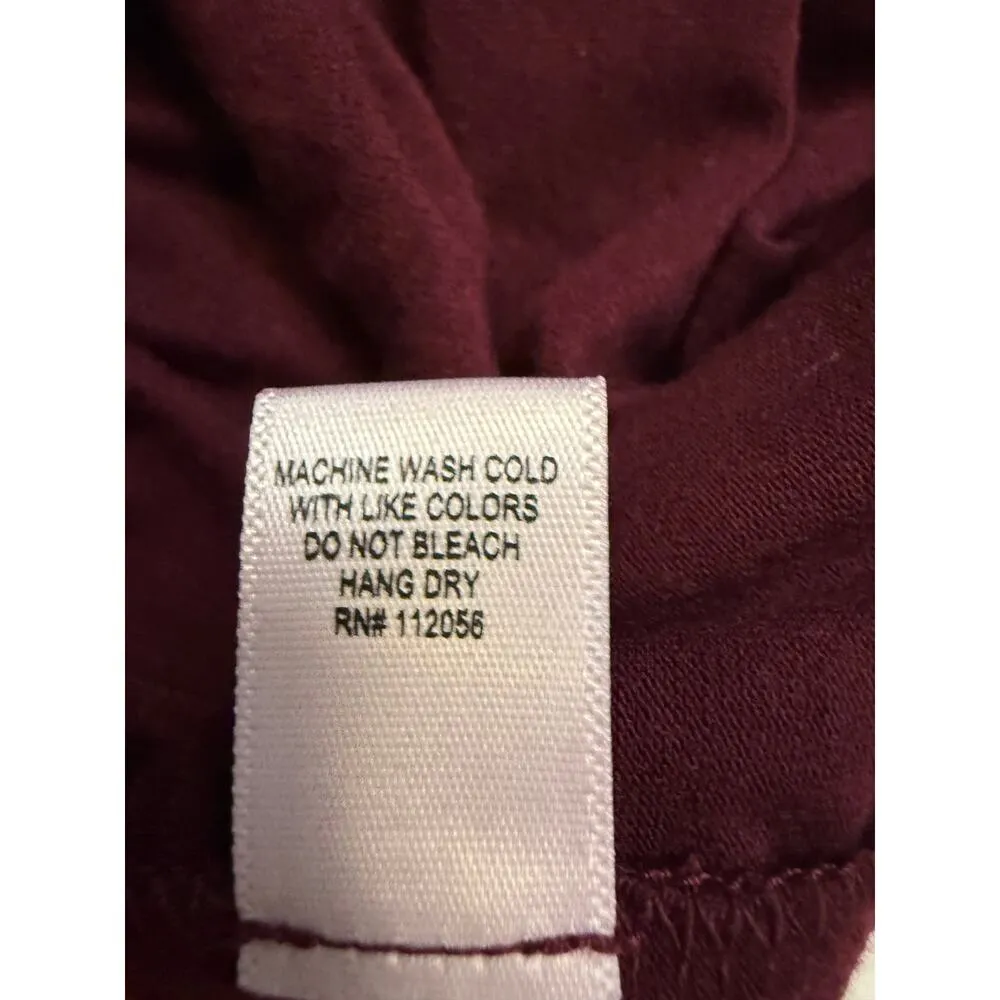 MACHINE WASH COLD
WITH LIKE COLORS
DO NOT BLEACH
HANG DRY
RN# 112056